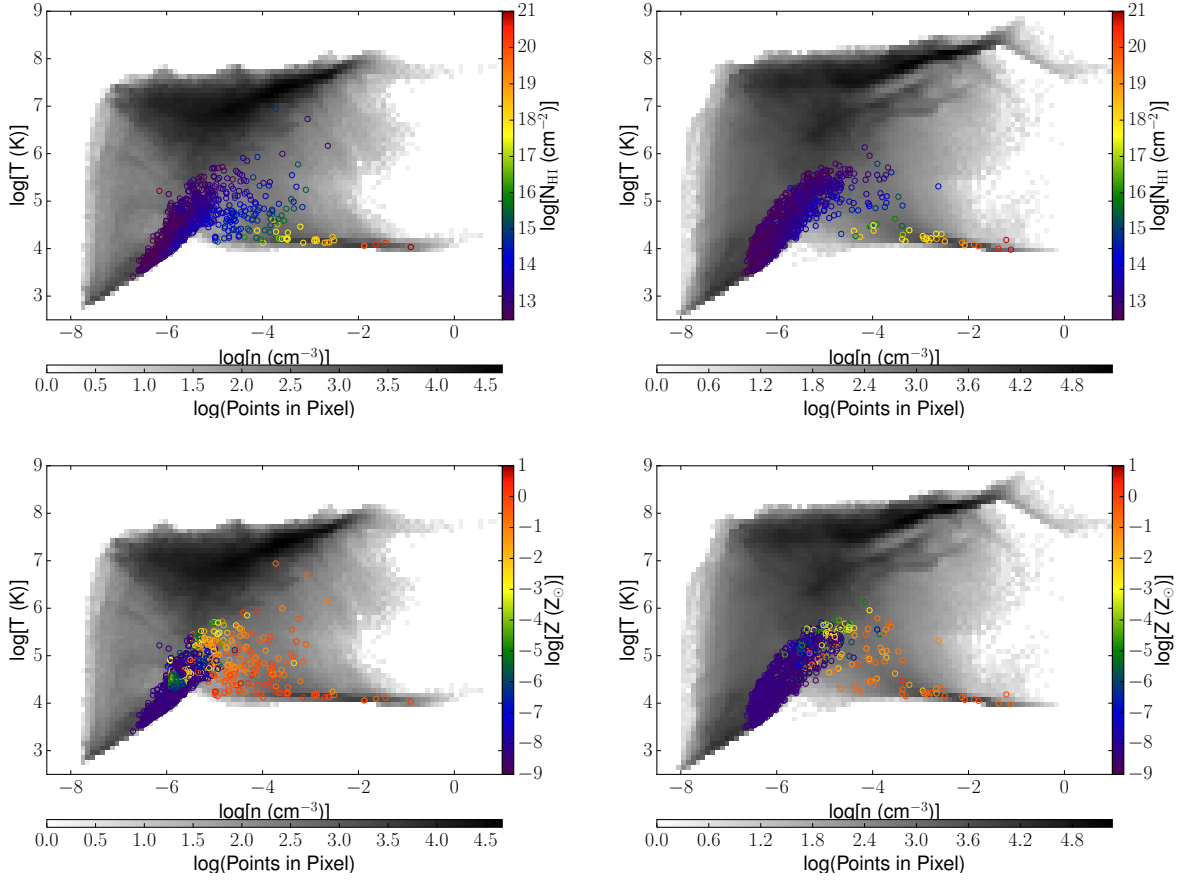 9
8
7
6
5
4
3
log[T (K)]
−8 −6 −4 −2 0
log[n (cm⁻³)]
21
20
19
18
17
16
15
14
13
log[N_HI (cm⁻²)]
0.0 0.5 1.0 1.5 2.0 2.5 3.0 3.5 4.0 4.5
log(Points in Pixel)
9
8
7
6
5
4
3
log[T (K)]
−8 −6 −4 −2 0
log[n (cm⁻³)]
21
20
19
18
17
16
15
14
13
log[N_HI (cm⁻²)]
0.0 0.6 1.2 1.8 2.4 3.0 3.6 4.2 4.8
log(Points in Pixel)
9
8
7
6
5
4
3
log[T (K)]
−8 −6 −4 −2 0
log[n (cm⁻³)]
1
0
−1
−2
−3
−4
−5
−6
−7
−8
−9
log[Z (Z☉)]
0.0 0.5 1.0 1.5 2.0 2.5 3.0 3.5 4.0 4.5
log(Points in Pixel)
9
8
7
6
5
4
3
log[T (K)]
−8 −6 −4 −2 0
log[n (cm⁻³)]
1
0
−1
−2
−3
−4
−5
−6
−7
−8
−9
log[Z (Z☉)]
0.0 0.6 1.2 1.8 2.4 3.0 3.6 4.2 4.8
log(Points in Pixel)